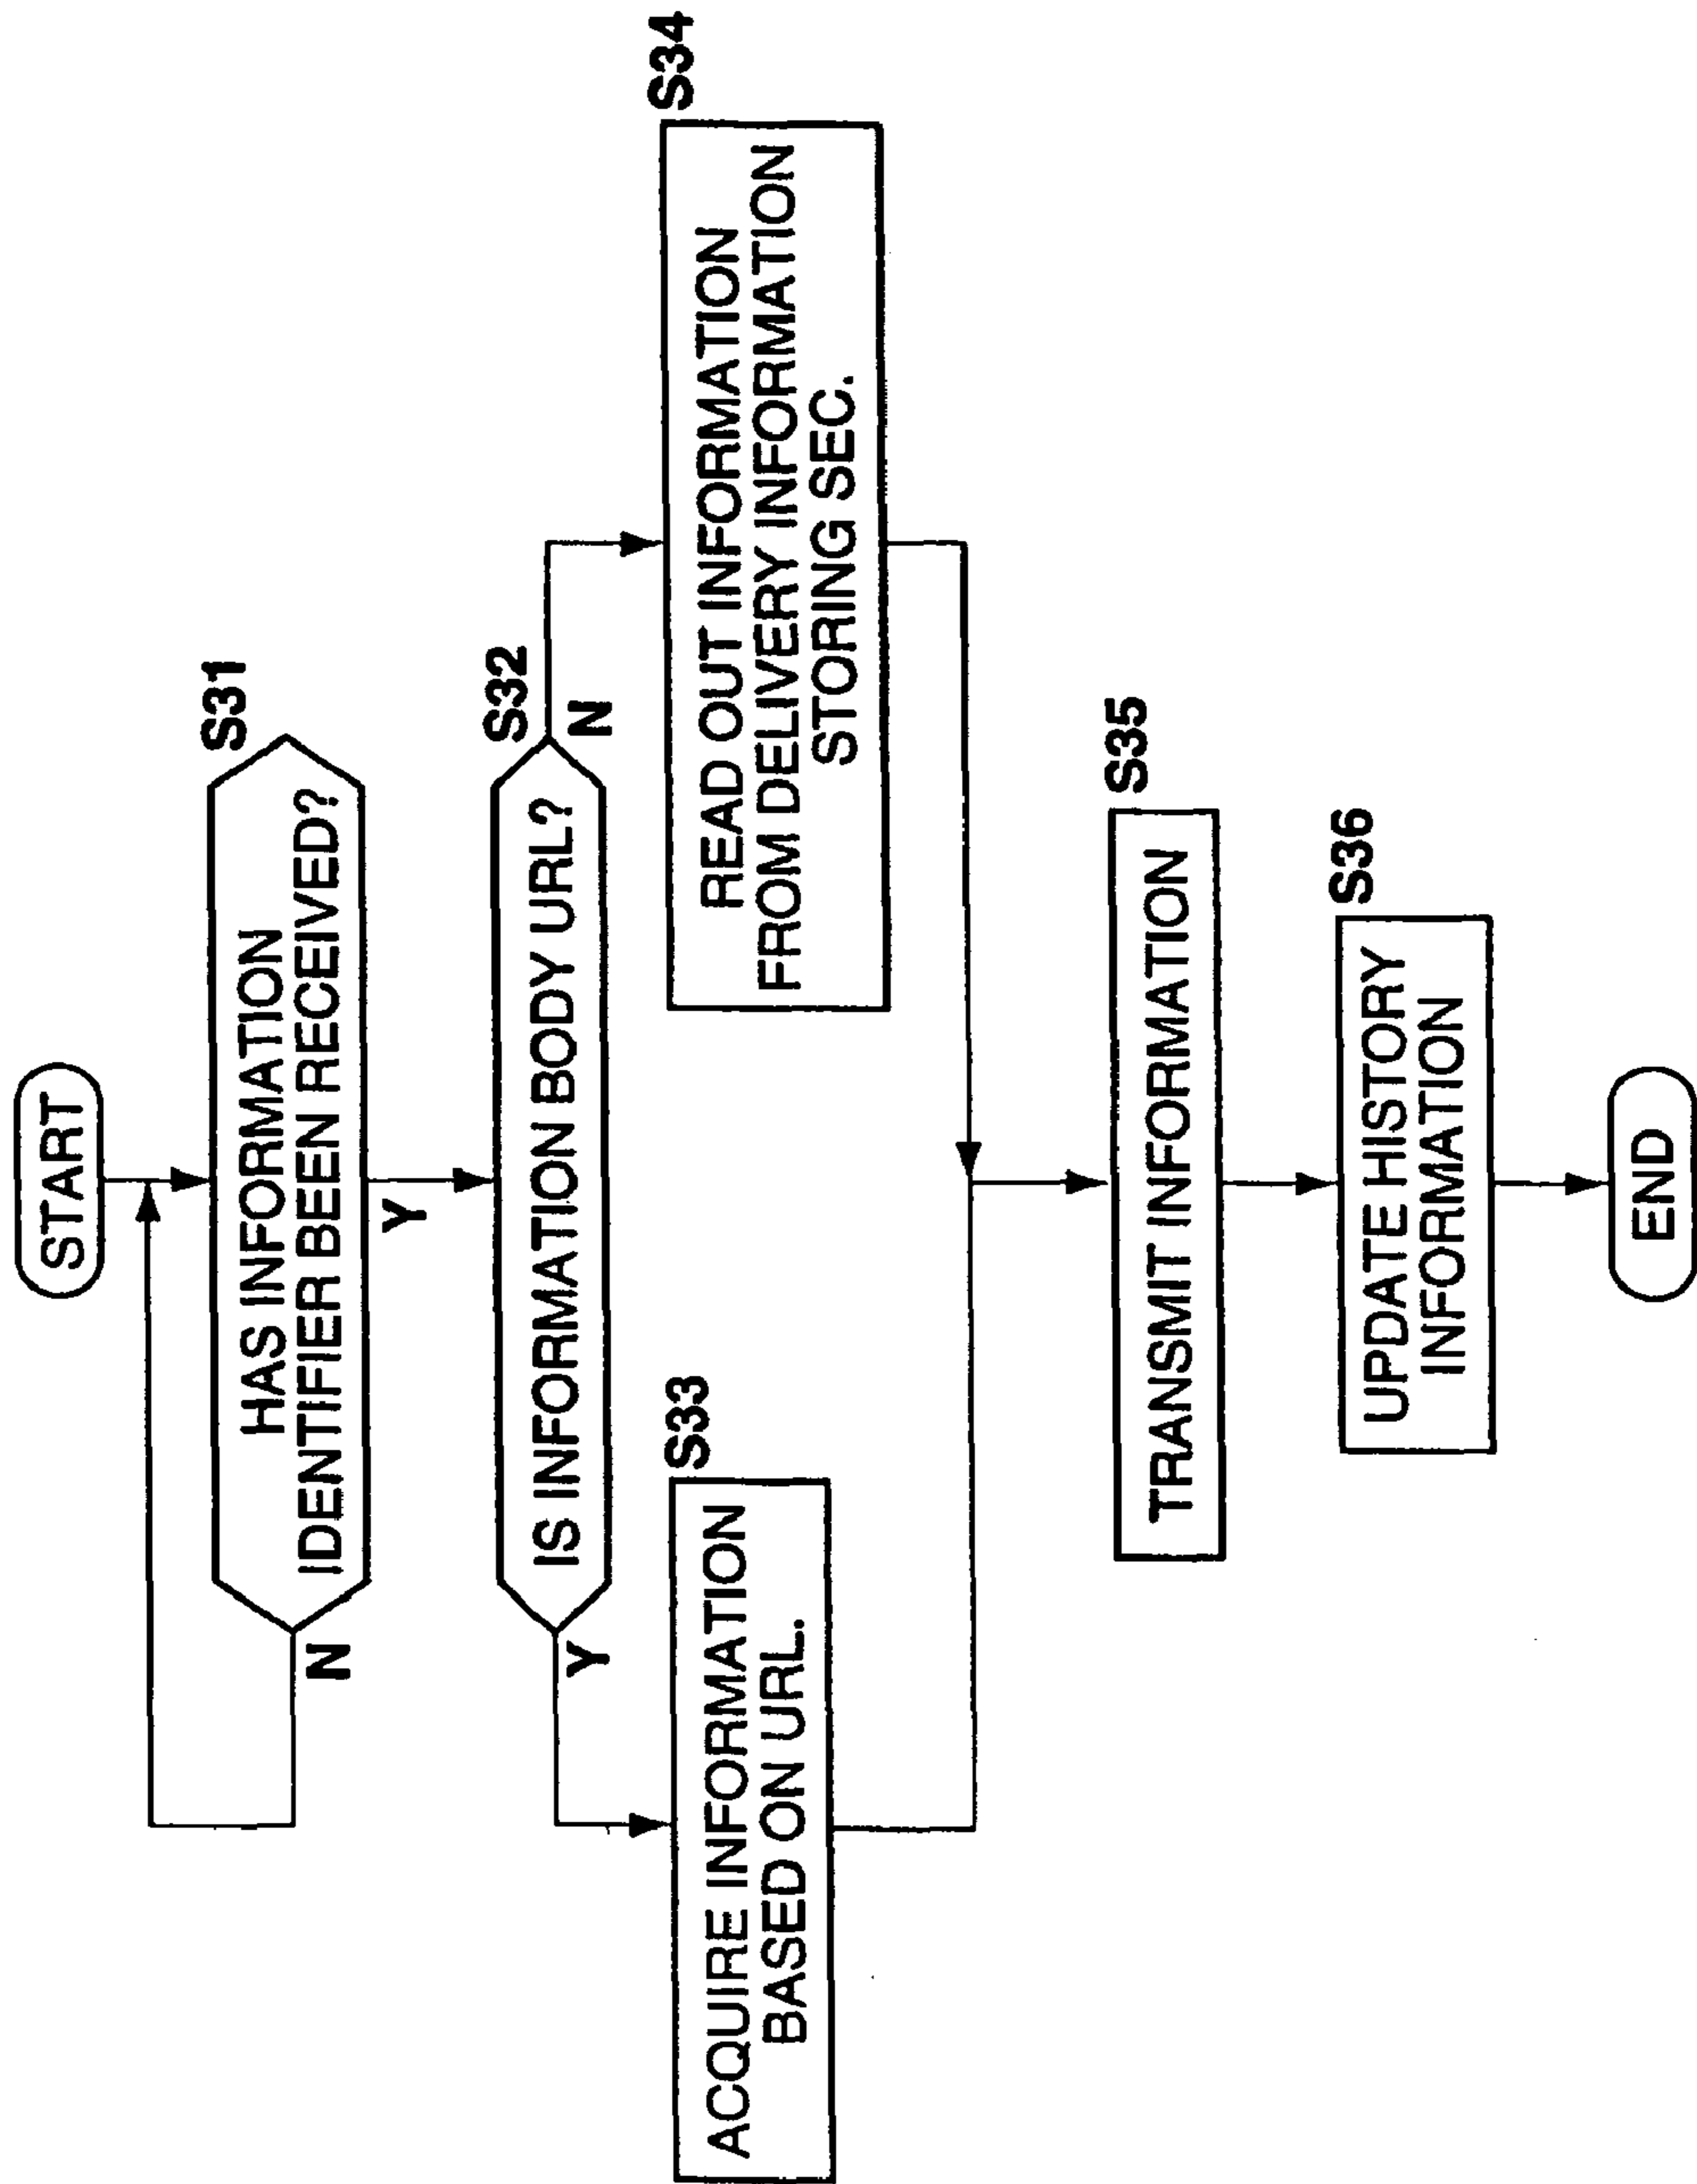 START
S31
HAS INFORMATION
IDENTIFIER BEEN RECEIVED?
N
Y
S32
IS INFORMATION BODY URL?
Y
N
S33
ACQUIRE INFORMATION
BASED ON URL.
S34
READ OUT INFORMATION
FROM DELIVERY INFORMATION
STORING SEC.
S35
TRANSMIT INFORMATION
S36
UPDATE HISTORY
INFORMATION
END